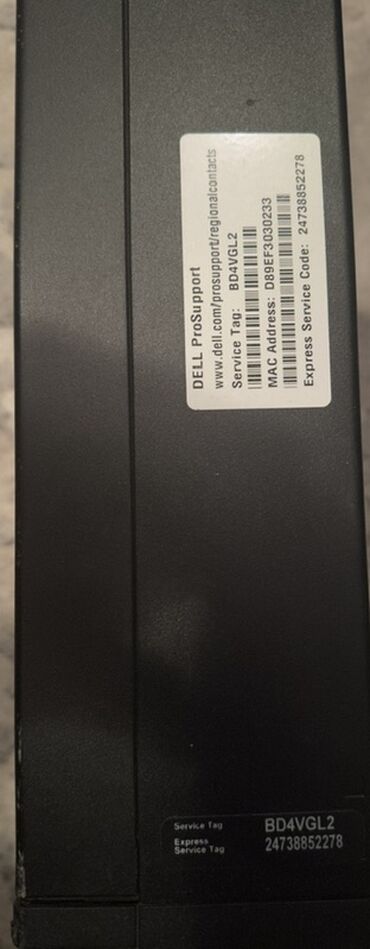 DELL ProSupport
www.dell.com/prosupport/regionalcontacts
Service Tag: BD4VGL2
MAC Address: D89EF3030233
Express Service Code: 24738852278
Service Tag BD4VGL2
Express
Service Tag 24738852278